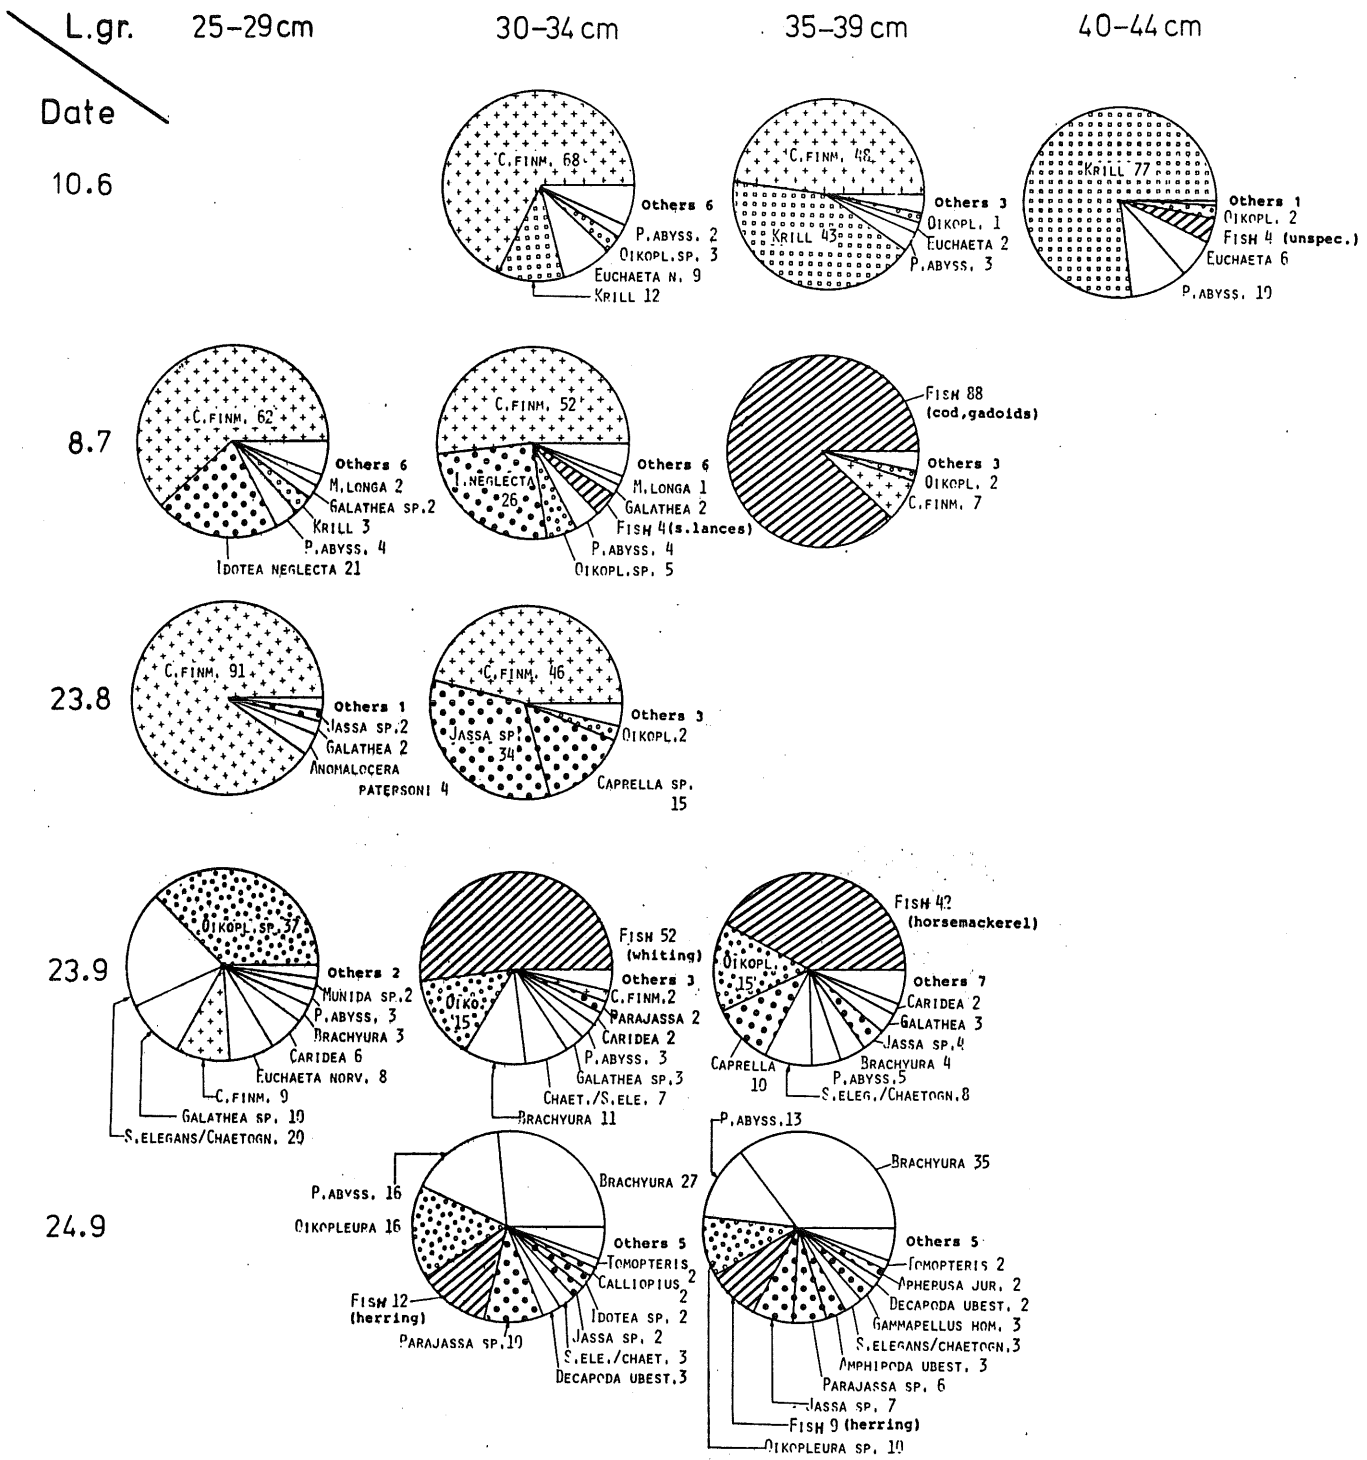 L.gr. 25-29cm 30-34 cm 35-39 cm 40-44 cm
Date
10.6
C.FINM. 68
Others 6
P.ABYSS. 2
OIKOPL.SP. 3
EUCHAETA N. 9
KRILL 12
C.FINM. 48
KRILL 43
Others 3
OIKOPL. 1
EUCHAETA 2
P.ABYSS. 3
KRILL 77
Others 1
OIKOPL. 2
FISH 4 (unspec.)
EUCHAETA 6
P.ABYSS. 10
8.7
C.FINM. 62
Others 6
M.LONGA 2
GALATHEA SP.2
KRILL 3
P.ABYSS. 4
IDOTEA NEGLECTA 21
C.FINM. 52
I.NEGLECTA
26
Others 6
M.LONGA 1
GALATHEA 2
FISH 4 (s.lances)
P.ABYSS. 4
OIKOPL.SP. 5
FISH 88
(cod,gadoids)
Others 3
OIKOPL. 2
C.FINM. 7
23.8
C.FINM. 91
Others 1
JASSA SP.2
GALATHEA 2
ANOMALOCERA
PATERSONI 4
C.FINM. 46
JASSA SP.
34
Others 3
OIKOPL.2
CAPRELLA SP.
15
23.9
OIKOPL.SP.37
Others 2
MUNIDA SP.2
P.ABYSS. 3
BRACHYURA 3
CARIDEA 6
EUCHAETA NORV. 8
C.FINM. 9
GALATHEA SP. 10
S.ELEGANS/CHAETOGN. 20
FISH 52
(whiting)
OIKO.
15
Others 3
C.FINM.2
PARAJASSA 2
CARIDEA 2
P.ABYSS. 3
GALATHEA SP.3
CHAET./S.ELE. 7
BRACHYURA 11
FISH 42
(horsemackerel)
OIKOPL.
15
Others 7
CARIDEA 2
GALATHEA 3
JASSA SP.4
BRACHYURA 4
P.ABYSS.5
S.ELEG./CHAETOGN.8
CAPRELLA
10
24.9
BRACHYURA 27
P.ABYSS. 16
OIKOPLEURA 16
FISH 12
(herring)
PARAJASSA SP.10
Others 5
TOMOPTERIS
2
CALLIOPIUS
2
IDOTEA SP. 2
JASSA SP. 2
S.ELE./CHAET. 3
DECAPODA UBEST.3
P.ABYSS.13
BRACHYURA 35
Others 5
TOMOPTERIS 2
APHERUSA JUR. 2
DECAPODA UBEST. 2
GAMMARELLUS HOM. 3
S.ELEGANS/CHAETOGN.3
AMPHIPODA UBEST. 3
PARAJASSA SP. 6
JASSA SP. 7
FISH 9 (herring)
OIKOPLEURA SP. 10